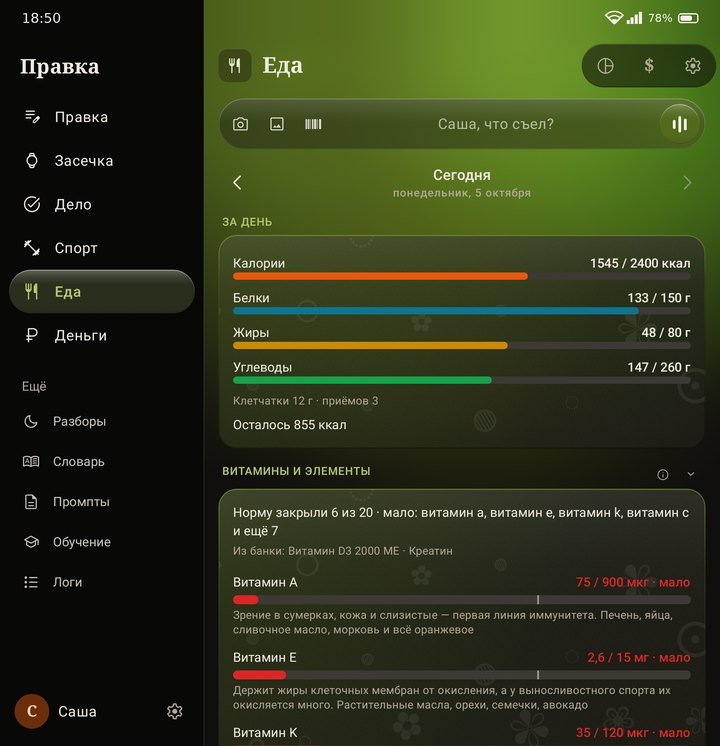 18:50
78%
Правка
Правка
Засечка
Дело
Спорт
Еда
Деньги
Ещё
Разборы
Словарь
Промпты
Обучение
Логи
С
Саша
Еда
$
Саша, что съел?
Сегодня
понедельник, 5 октября
ЗА ДЕНЬ
Калории 1545 / 2400 ккал
Белки 133 / 150 г
Жиры 48 / 80 г
Углеводы 147 / 260 г
Клетчатки 12 г · приёмов 3
Осталось 855 ккал
ВИТАМИНЫ И ЭЛЕМЕНТЫ
Норму закрыли 6 из 20 · мало: витамин a, витамин e, витамин k, витамин c
и ещё 7
Из банки: Витамин D3 2000 МЕ · Креатин
Витамин A 75 / 900 мкг · мало
Зрение в сумерках, кожа и слизистые — первая линия иммунитета. Печень, яйца,
сливочное масло, морковь и всё оранжевое
Витамин E 2,6 / 15 мг · мало
Держит жиры клеточных мембран от окисления, а у выносливостного спорта их
окисляется много. Растительные масла, орехи, семечки, авокадо
Витамин K 35 / 120 мкг · мало